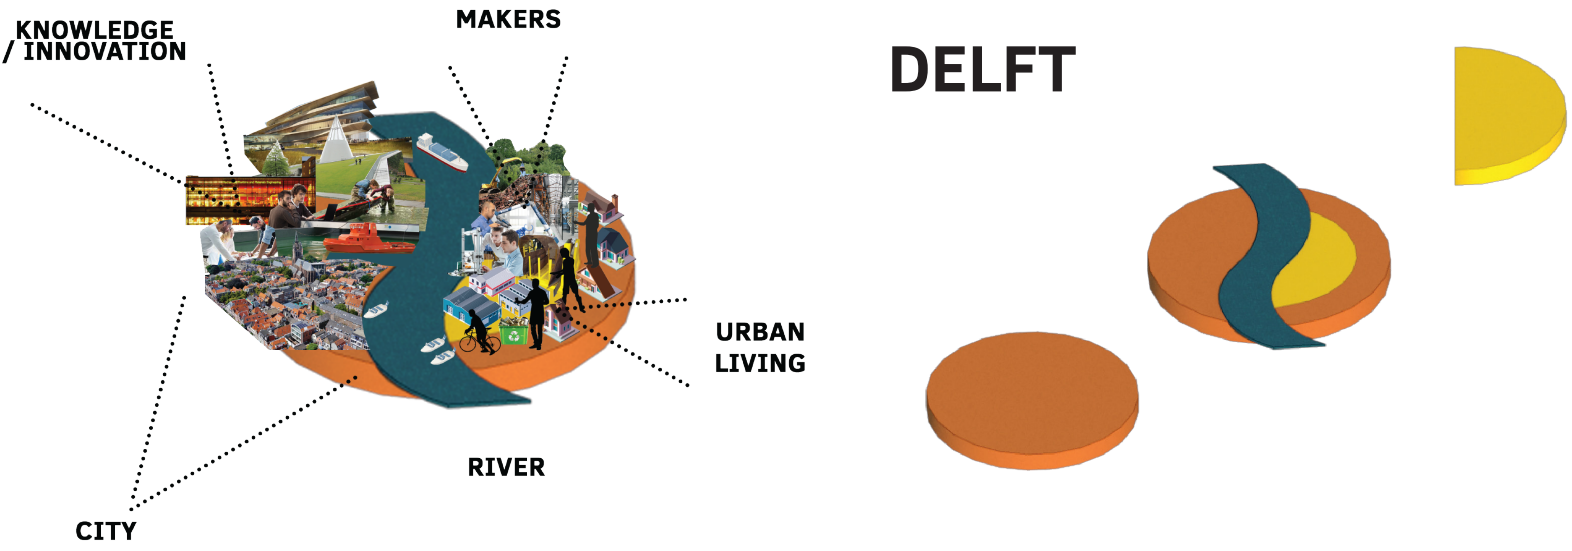 KNOWLEDGE
/ INNOVATION
MAKERS
DELFT
URBAN
LIVING
RIVER
CITY